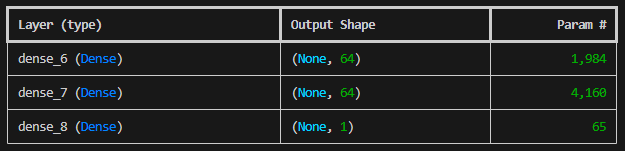 Layer (type) Output Shape Param #
dense_6 (Dense) (None, 64) 1,984
dense_7 (Dense) (None, 64) 4,160
dense_8 (Dense) (None, 1) 65